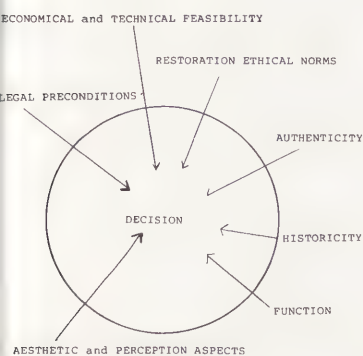 ECONOMICAL and TECHNICAL FEASIBILITY
RESTORATION ETHICAL NORMS
LEGAL PRECONDITIONS
AUTHENTICITY
DECISION
HISTORICITY
FUNCTION
AESTHETIC and PERCEPTION ASPECTS